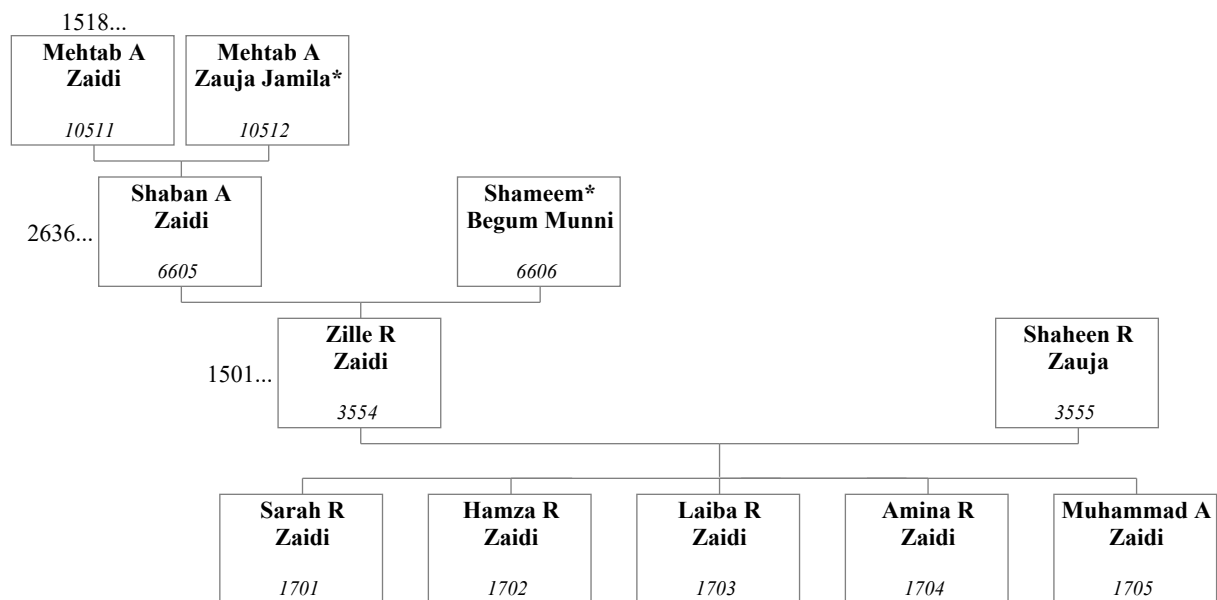 1518...
Mehtab A
Zaidi
10511
Mehtab A
Zauja Jamila*
10512
Shaban A
Zaidi
6605
Shameem*
Begum Munni
6606
2636...
Zille R
Zaidi
3554
Shaheen R
Zauja
3555
1501...
Sarah R
Zaidi
1701
Hamza R
Zaidi
1702
Laiba R
Zaidi
1703
Amina R
Zaidi
1704
Muhammad A
Zaidi
1705